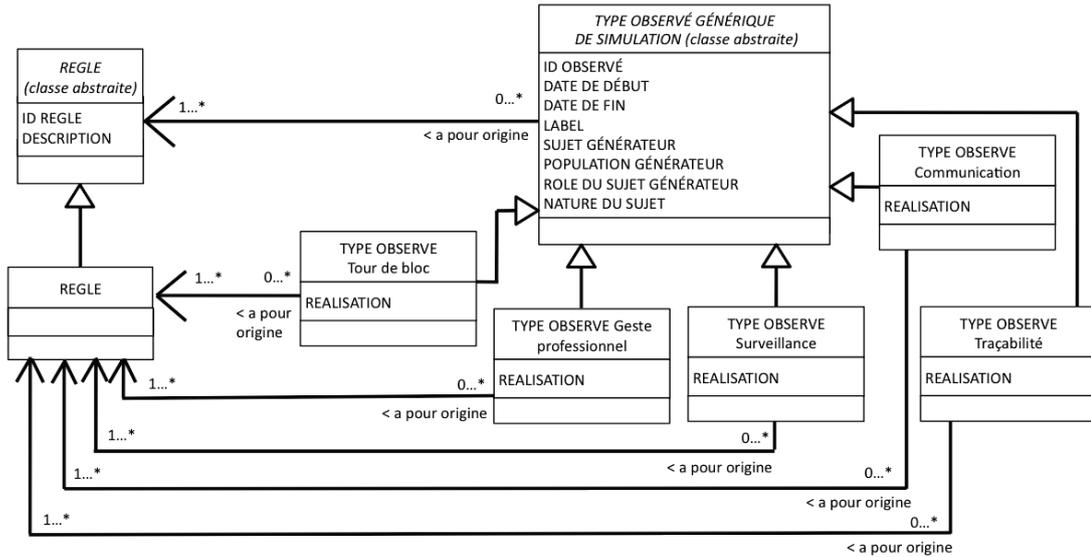 TYPE OBSERVÉ GÉNÉRIQUE
DE SIMULATION (classe abstraite)
ID OBSERVÉ
DATE DE DÉBUT
DATE DE FIN
LABEL
SUJET GÉNÉRATEUR
POPULATION GÉNÉRATEUR
ROLE DU SUJET GÉNÉRATEUR
NATURE DU SUJET
REGLE
(classe abstraite)
ID REGLE
DESCRIPTION
1...*
0...*
< a pour origine
TYPE OBSERVE
Communication
REALISATION
TYPE OBSERVE
Tour de bloc
REALISATION
REGLE
1...*
0...*
< a pour
origine
TYPE OBSERVE Geste
professionnel
REALISATION
TYPE OBSERVE
Surveillance
REALISATION
TYPE OBSERVE
Traçabilité
REALISATION
1...*
0...*
< a pour origine
1...*
0...*
< a pour origine
1...*
0...*
< a pour origine
1...*
0...*
< a pour origine